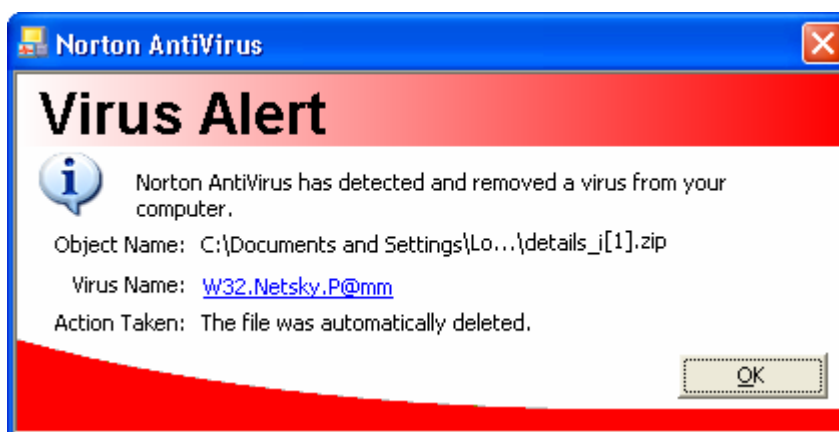 Norton AntiVirus
Virus Alert
Norton AntiVirus has detected and removed a virus from your
computer.
Object Name: C:\Documents and Settings\Lo...\details_i[1].zip
Virus Name: W32.Netsky.P@mm
Action Taken: The file was automatically deleted.
OK